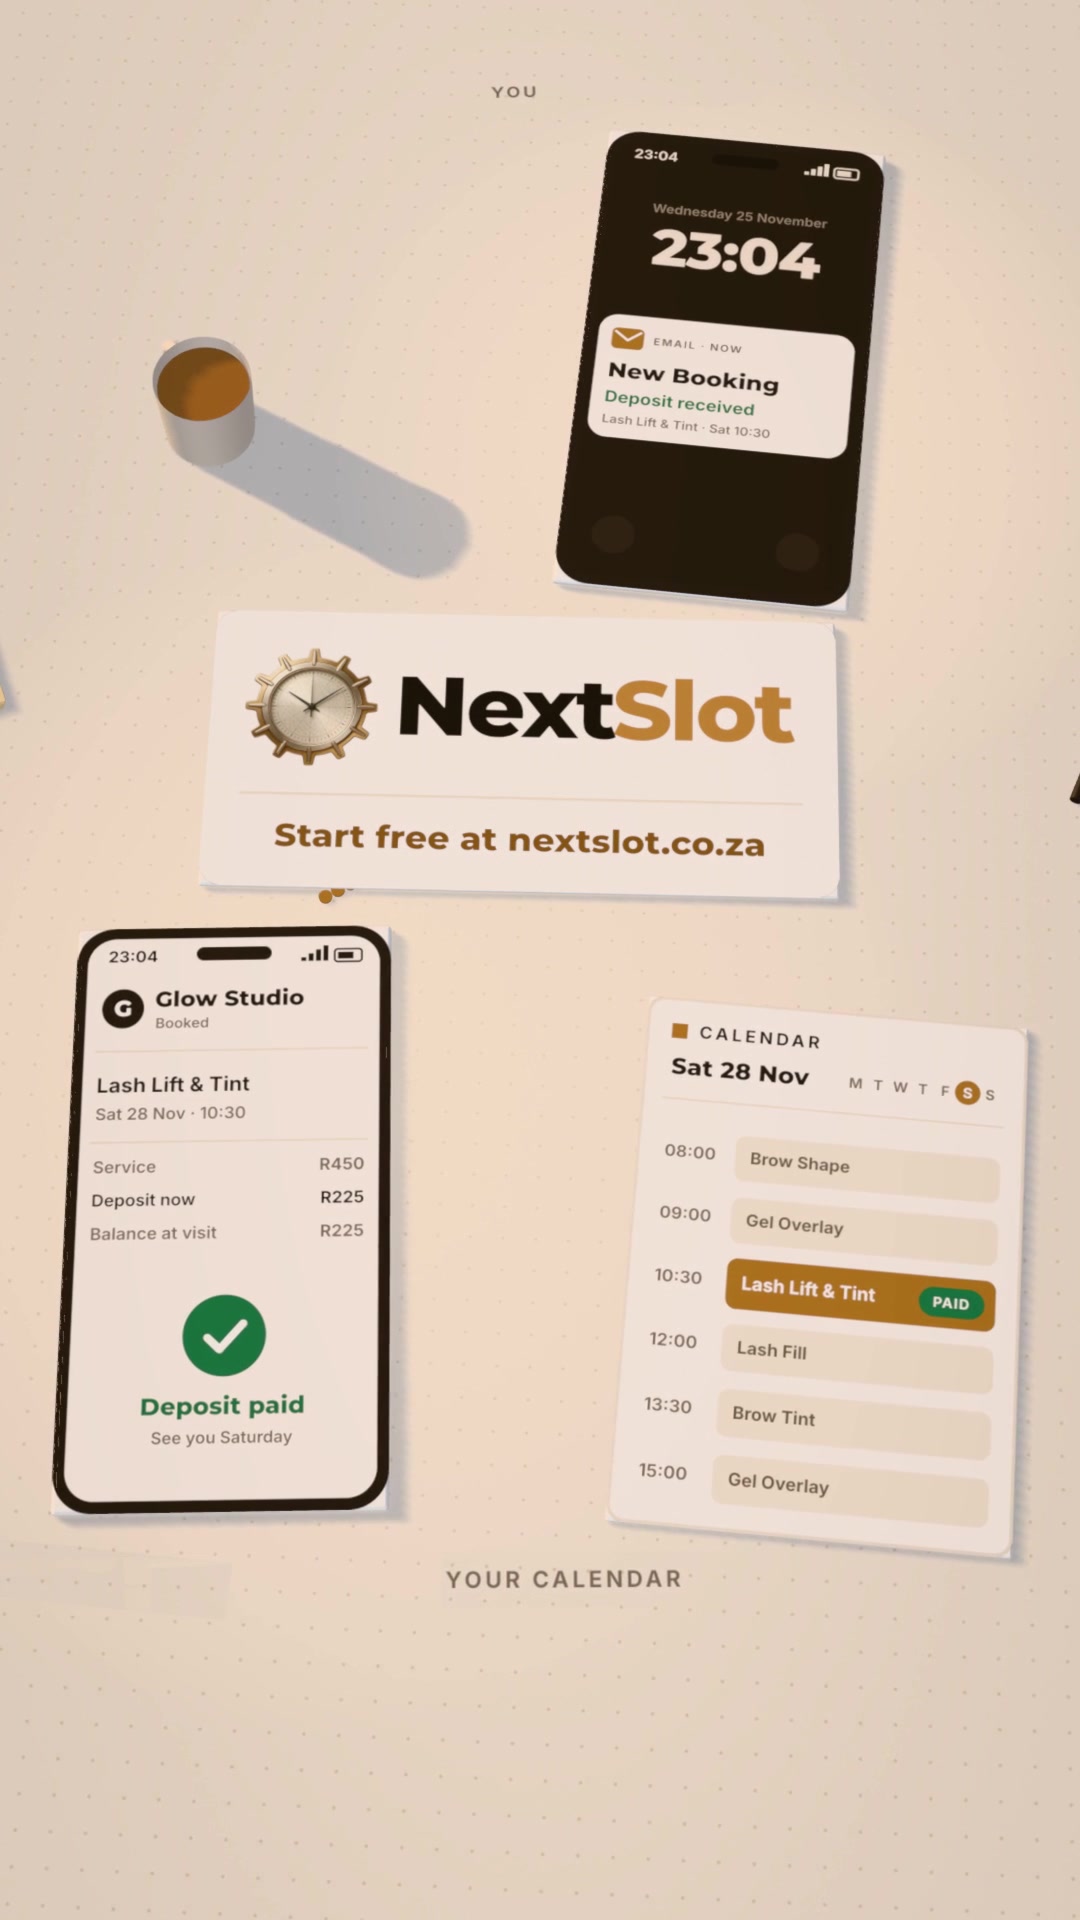 YOU
23:04
Wednesday 25 November
23:04
EMAIL · NOW
New Booking
Deposit received
Lash Lift & Tint · Sat 10:30
NextSlot
Start free at nextslot.co.za
23:04
G
Glow Studio
Booked
Lash Lift & Tint
Sat 28 Nov · 10:30
Service R450
Deposit now R225
Balance at visit R225
Deposit paid
See you Saturday
CALENDAR
Sat 28 Nov
M T W T F S S
08:00 Brow Shape
09:00 Gel Overlay
10:30 Lash Lift & Tint PAID
12:00 Lash Fill
13:30 Brow Tint
15:00 Gel Overlay
YOUR CALENDAR